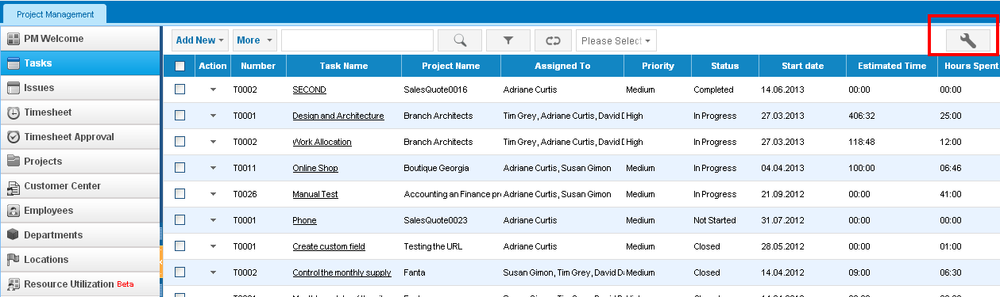 Project Management
PM Welcome
Tasks
Issues
Timesheet
Timesheet Approval
Projects
Customer Center
Employees
Departments
Locations
Resource Utilization Beta
Add New More Please Select
Action Number Task Name Project Name Assigned To Priority Status Start date Estimated Time Hours Spent
T0002 SECOND SalesQuote0016 Adriane Curtis Medium Completed 14.06.2013 00:00 00:00
T0001 Design and Architecture Branch Architects Tim Grey, Adriane Curtis, David D High In Progress 27.03.2013 406:32 25:00
T0002 Work Allocation Branch Architects Tim Grey, Adriane Curtis, David D High In Progress 27.03.2013 118:48 12:00
T0011 Online Shop Boutique Georgia Adriane Curtis, Susan Gimon Medium In Progress 04.04.2013 100:00 06:46
T0026 Manual Test Accounting an Finance pr Adriane Curtis, Susan Gimon Medium In Progress 21.09.2012 00:00 41:00
T0001 Phone SalesQuote0023 Adriane Curtis Medium Not Started 31.07.2012 00:00 00:00
T0001 Create custom field Testing the URL Adriane Curtis Medium Closed 28.05.2012 00:00 01:00
T0002 Control the monthly supply Fanta Susan Gimon, Tim Grey, David D Medium Closed 14.04.2012 09:00 06:30